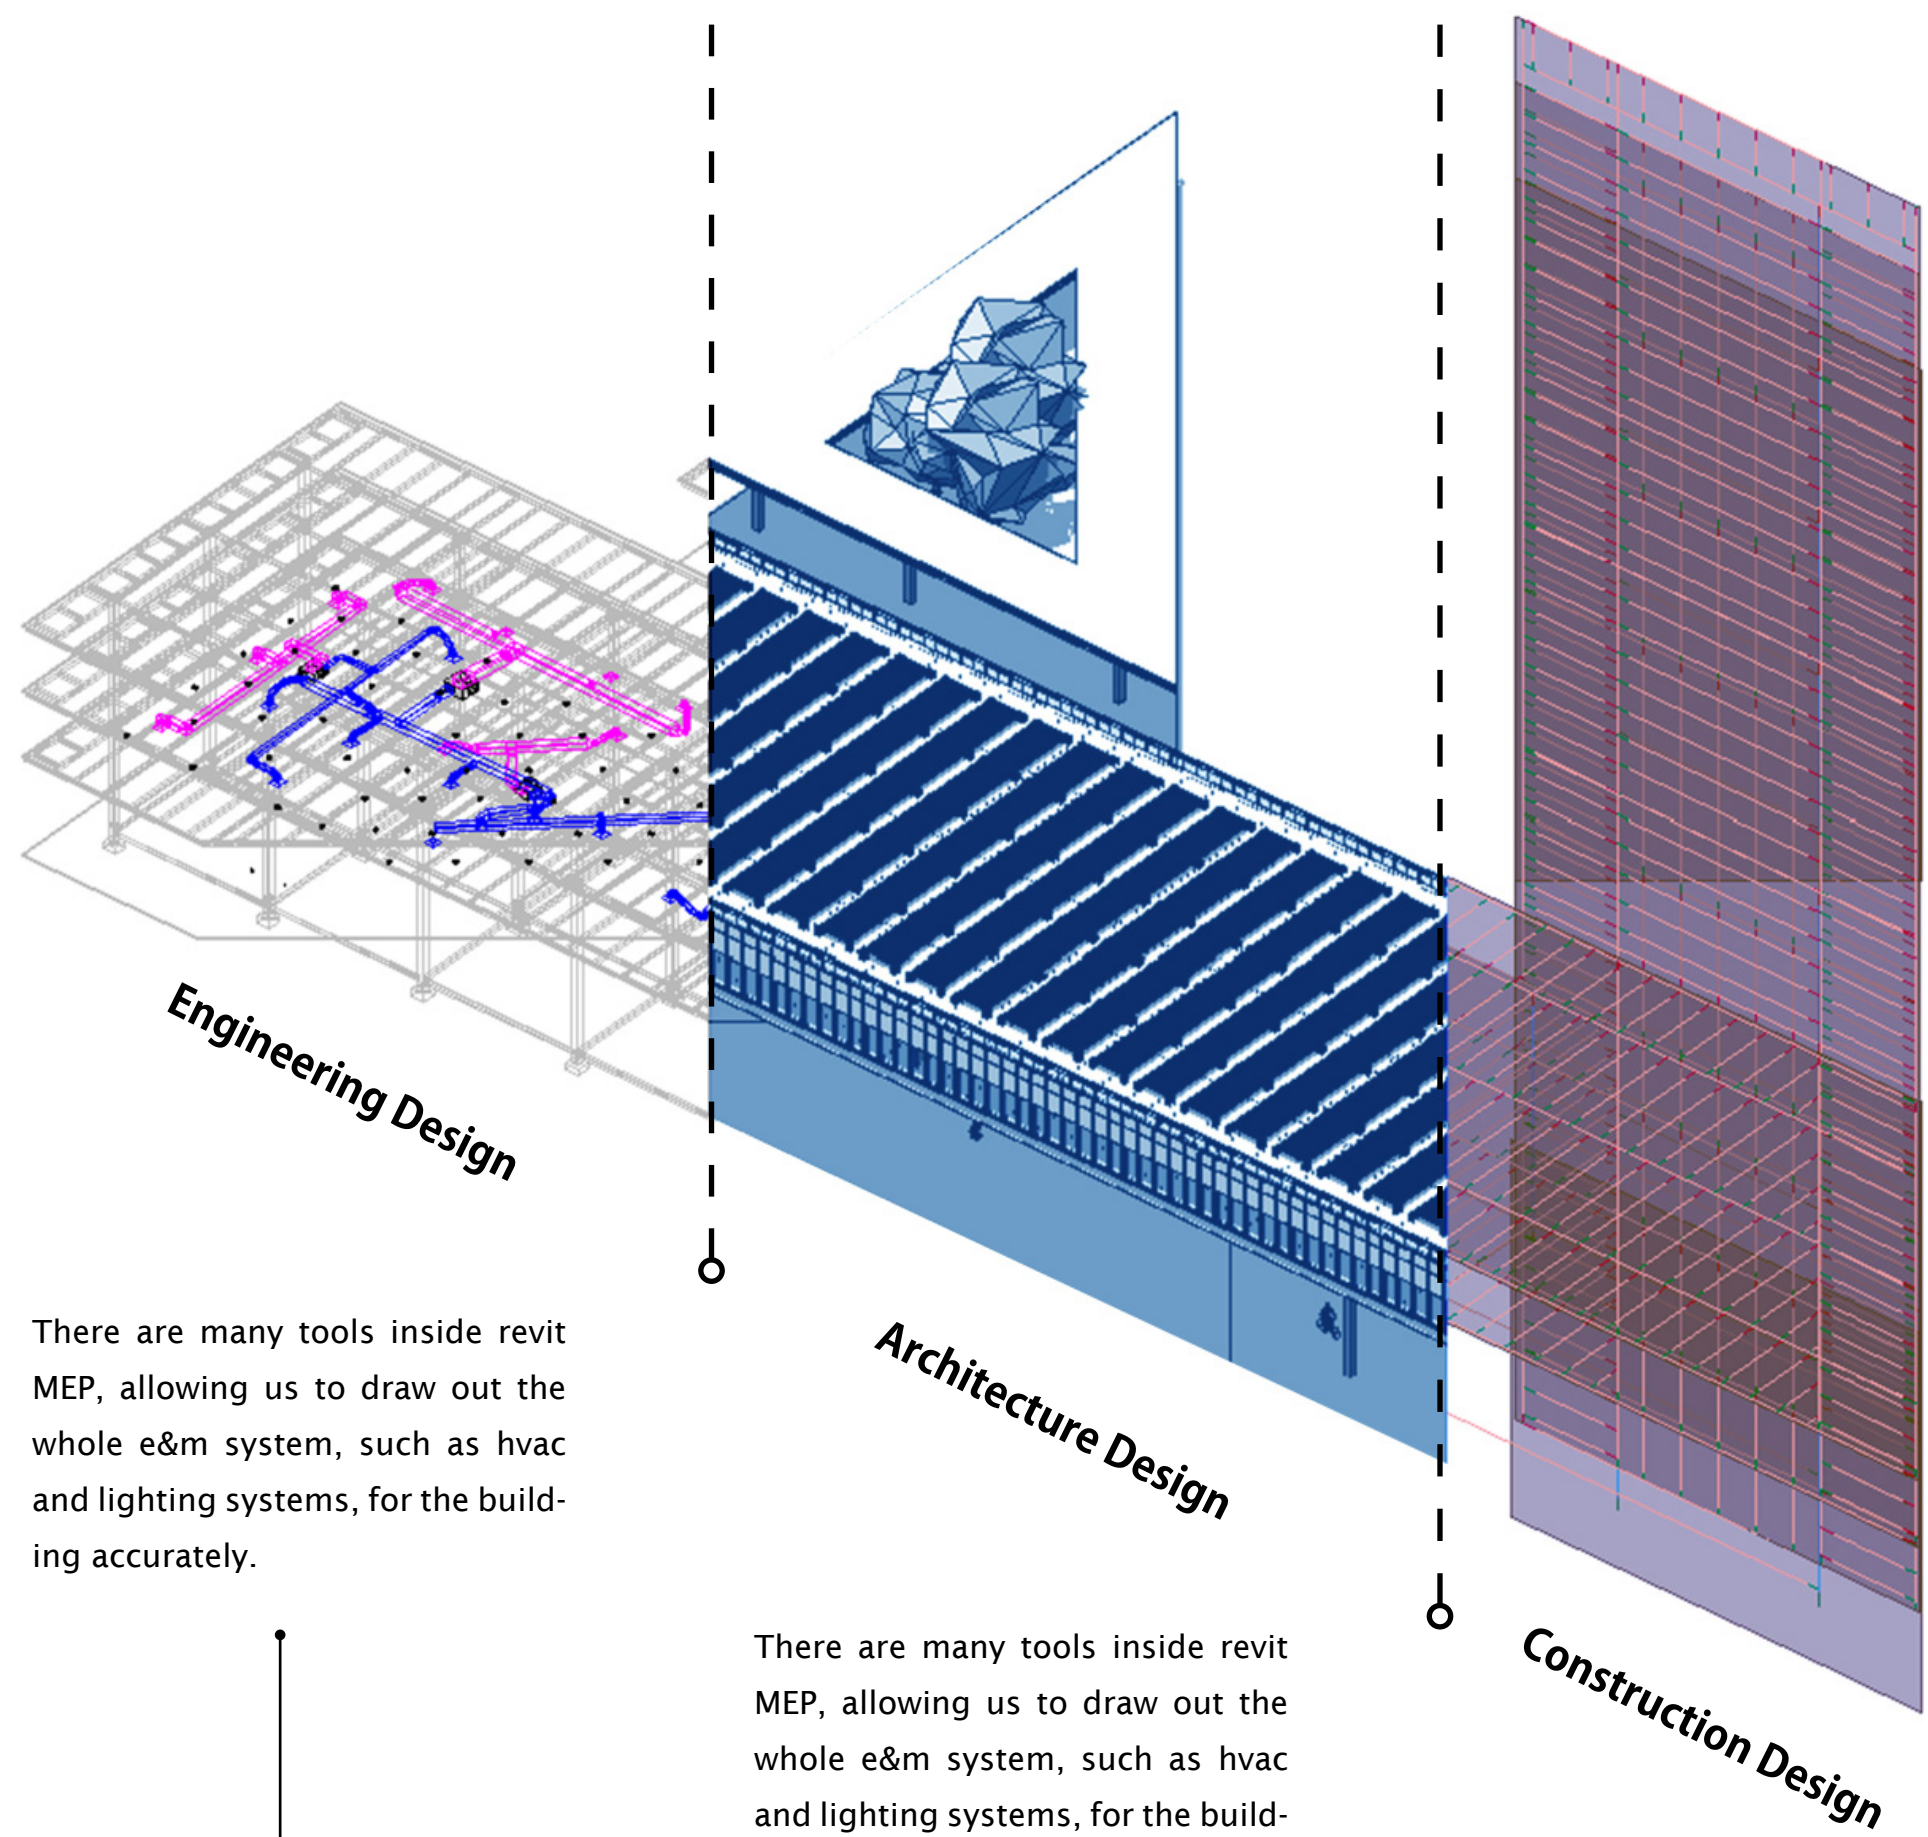 Engineering Design
There are many tools inside revit
MEP, allowing us to draw out the
whole e&m system, such as hvac
and lighting systems, for the build-
ing accurately.
Architecture Design
There are many tools inside revit
MEP, allowing us to draw out the
whole e&m system, such as hvac
and lighting systems, for the build-
Construction Design